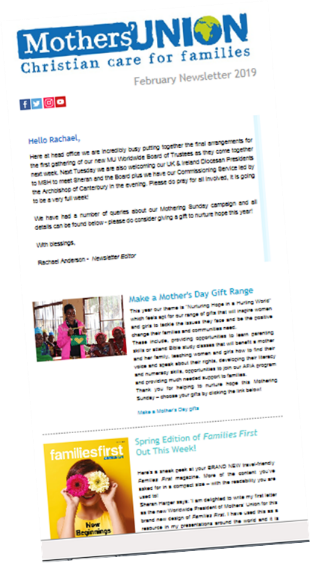 Mothers' UNION
Christian care for families
February Newsletter 2019
Hello Rachael,
Here at head office we are incredibly busy putting together the final arrangements for
the first gathering of our new MU Worldwide Board of Trustees as they come together
next week. Next Tuesday we are also welcoming our UK & Ireland Diocesan Presidents
to MSH to meet Sheran and the Board plus we have our Commissioning Service led by
the Archbishop of Canterbury in the evening. Please do pray for all involved, it is going
to be a very full week!
We have had a number of queries about our Mothering Sunday campaign and all
details can be found below - please do consider giving a gift to nurture hope this year!
With blessings,
Rachael Anderson - Newsletter Editor
Make a Mother's Day Gift Range
This year our theme is "Nurturing Hope in a Hurting World"
which feels apt for our range of gifts that will inspire women
and girls to tackle the issues they face and be the positive
change their families and communities need.
These include, providing opportunities to learn parenting
skills or attend Bible study classes that will benefit a mother
and her family, teaching women and girls how to find their
voice and speak about their rights, developing their literacy
and numeracy skills, opportunities to join our AFIA program
and providing much needed support to families.
Thank you for helping to nurture hope this Mothering
Sunday – choose your gifts by clicking the link below!
Make a Mother's Day gifts
familiesfirst
New
Beginnings
Spring Edition of Families First
Out This Week!
Here's a sneak peek at your BRAND NEW travel-friendly
Families First magazine. More of the content you've
asked for in a compact size – with the readability you are
used to!
Sheran Harper says, "I am delighted to write my first letter
as the new Worldwide President of Mothers' Union for this
brand new design of Families First. I have used this as a
resource in my presentations around the world and it is